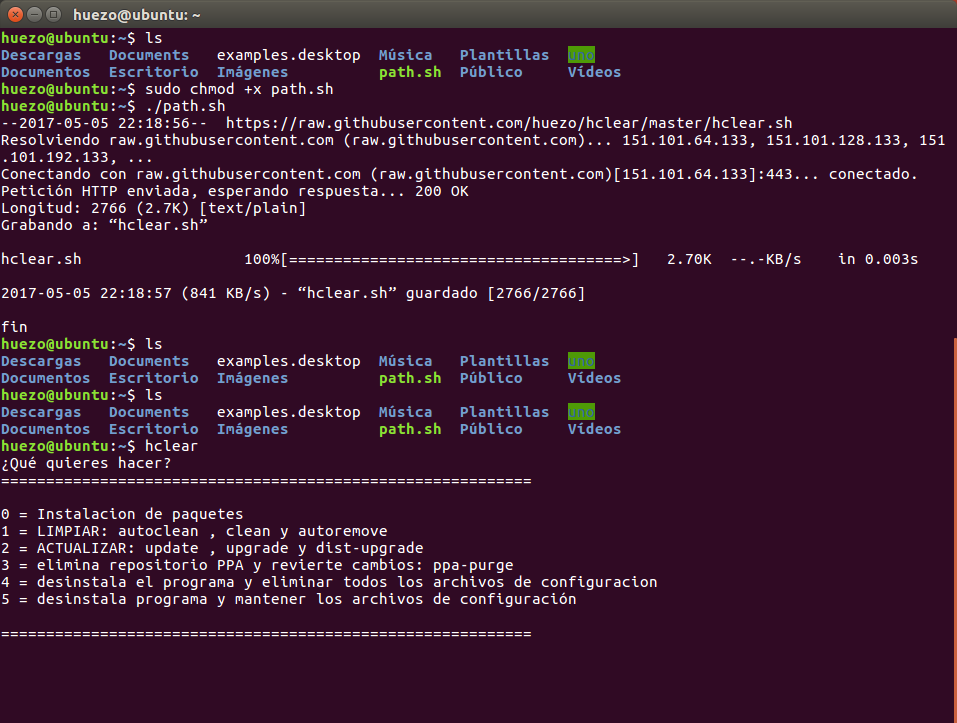 huezo@ubuntu: ~
huezo@ubuntu:~$ ls
Descargas   Documents   examples.desktop  Música   Plantillas  uno
Documentos  Escritorio  Imágenes          path.sh  Público     Vídeos
huezo@ubuntu:~$ sudo chmod +x path.sh
huezo@ubuntu:~$ ./path.sh
--2017-05-05 22:18:56--  https://raw.githubusercontent.com/huezo/hclear/master/hclear.sh
Resolviendo raw.githubusercontent.com (raw.githubusercontent.com)... 151.101.64.133, 151.101.128.133, 151
.101.192.133, ...
Conectando con raw.githubusercontent.com (raw.githubusercontent.com)[151.101.64.133]:443... conectado.
Petición HTTP enviada, esperando respuesta... 200 OK
Longitud: 2766 (2.7K) [text/plain]
Grabando a: “hclear.sh”
hclear.sh                  100%[=====================================>]   2.70K  --.-KB/s    in 0.003s
2017-05-05 22:18:57 (841 KB/s) - “hclear.sh” guardado [2766/2766]
fin
huezo@ubuntu:~$ ls
Descargas   Documents   examples.desktop  Música   Plantillas  uno
Documentos  Escritorio  Imágenes          path.sh  Público     Vídeos
huezo@ubuntu:~$ ls
Descargas   Documents   examples.desktop  Música   Plantillas  uno
Documentos  Escritorio  Imágenes          path.sh  Público     Vídeos
huezo@ubuntu:~$ hclear
¿Qué quieres hacer?
===========================================================
0 = Instalacion de paquetes
1 = LIMPIAR: autoclean , clean y autoremove
2 = ACTUALIZAR: update , upgrade y dist-upgrade
3 = elimina repositorio PPA y revierte cambios: ppa-purge
4 = desinstala el programa y eliminar todos los archivos de configuracion
5 = desinstala programa y mantener los archivos de configuración
===========================================================